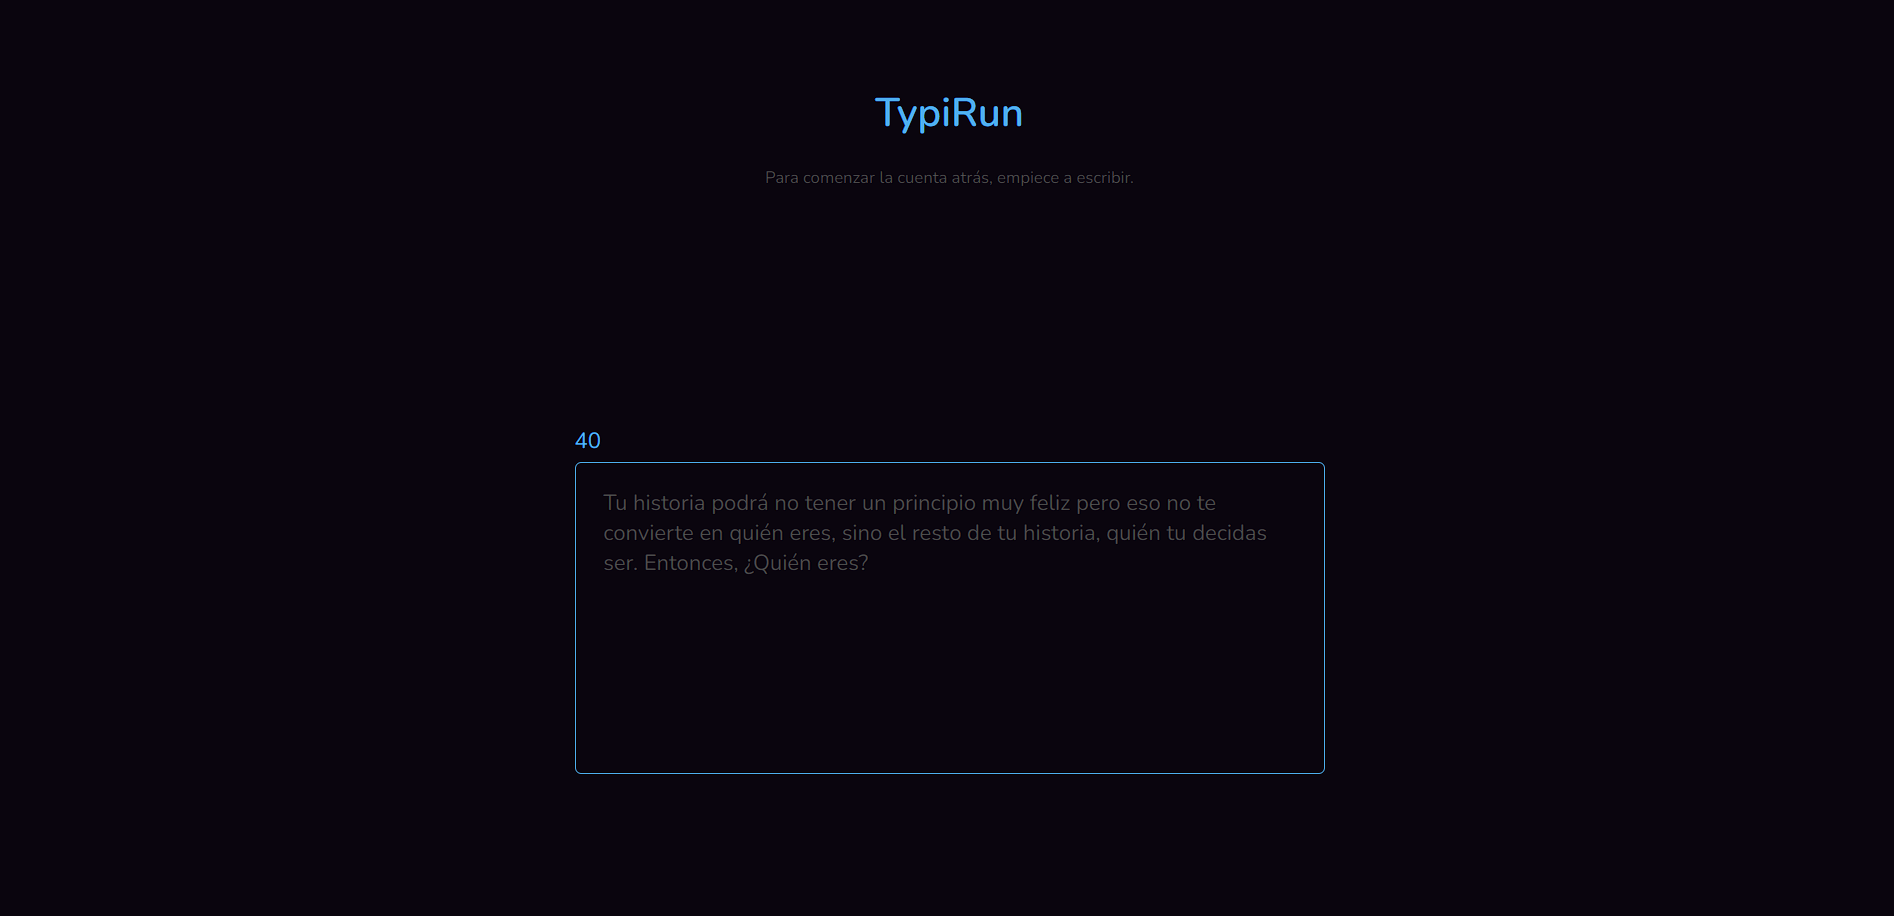 TypiRun
Para comenzar la cuenta atrás, empiece a escribir.
40
Tu historia podrá no tener un principio muy feliz pero eso no te
convierte en quién eres, sino el resto de tu historia, quién tu decidas
ser. Entonces, ¿Quién eres?